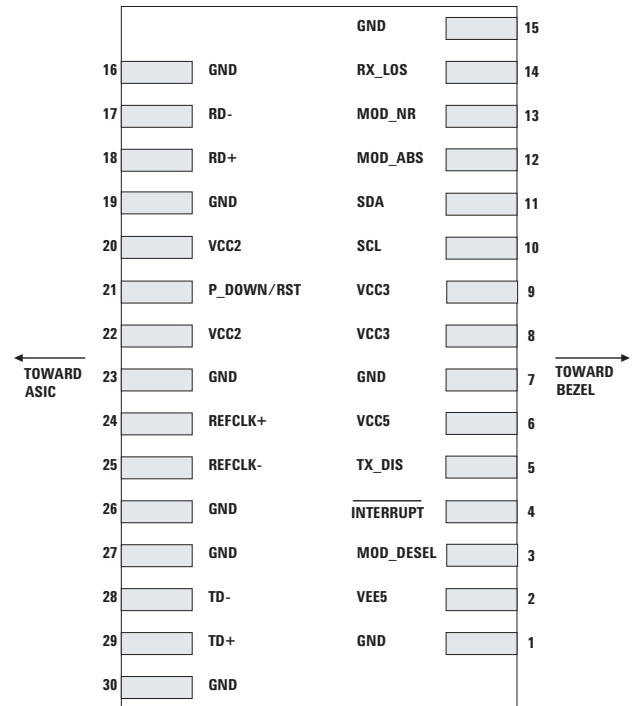 GND 15
16 GND RX_LOS 14
17 RD- MOD_NR 13
18 RD+ MOD_ABS 12
19 GND SDA 11
20 VCC2 SCL 10
21 P_DOWN/RST VCC3 9
22 VCC2 VCC3 8
TOWARD ASIC
23 GND GND 7
TOWARD BEZEL
24 REFCLK+ VCC5 6
25 REFCLK- TX_DIS 5
26 GND INTERRUPT 4
27 GND MOD_DESEL 3
28 TD- VEE5 2
29 TD+ GND 1
30 GND